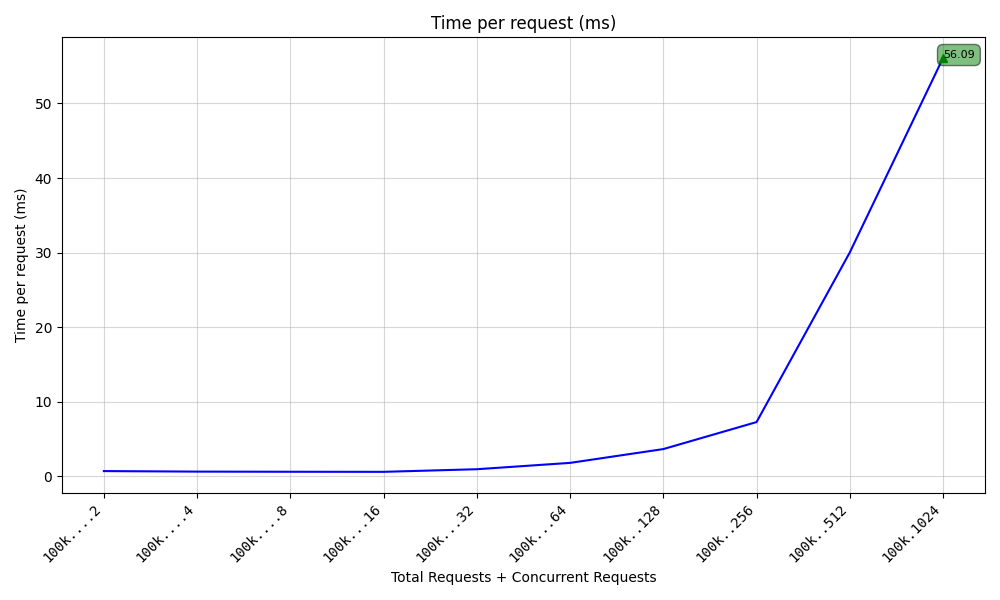 Time per request (ms)
56.09
Time per request (ms)
50
40
30
20
10
0
100k....2
100k....4
100k....8
100k...16
100k...32
100k...64
100k..128
100k..256
100k..512
100k.1024
Total Requests + Concurrent Requests